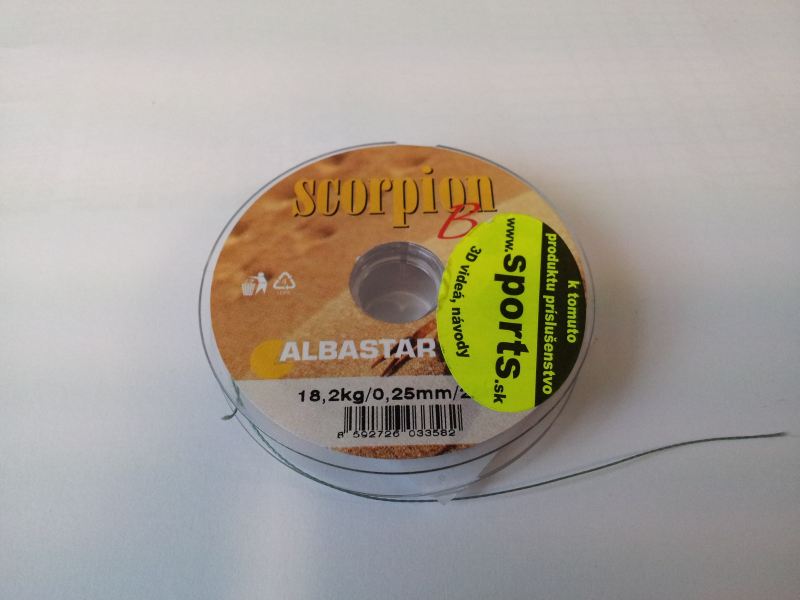 scorpion
B
ALBASTAR
18,2kg/0,25mm/2
8 592726 033582
k tomuto
produktu príslušenstvo
www.sports.sk
3D videá, návody